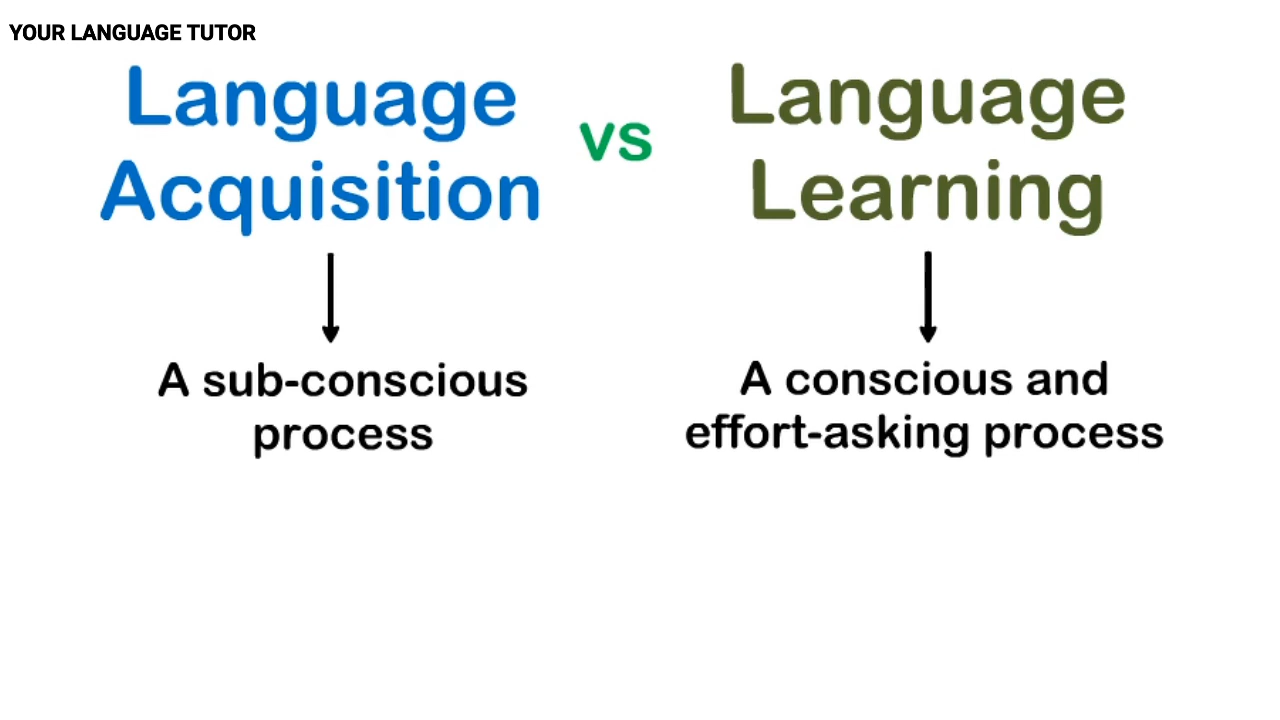 YOUR LANGUAGE TUTOR
Language
Acquisition
vs
Language
Learning
A sub-conscious
process
A conscious and
effort-asking process